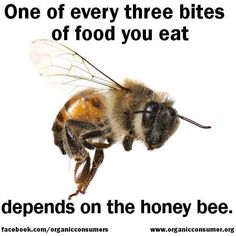 One of every three bites
of food you eat
depends on the honey bee.
facebook.com/organicconsumers
www.organicconsumer.org